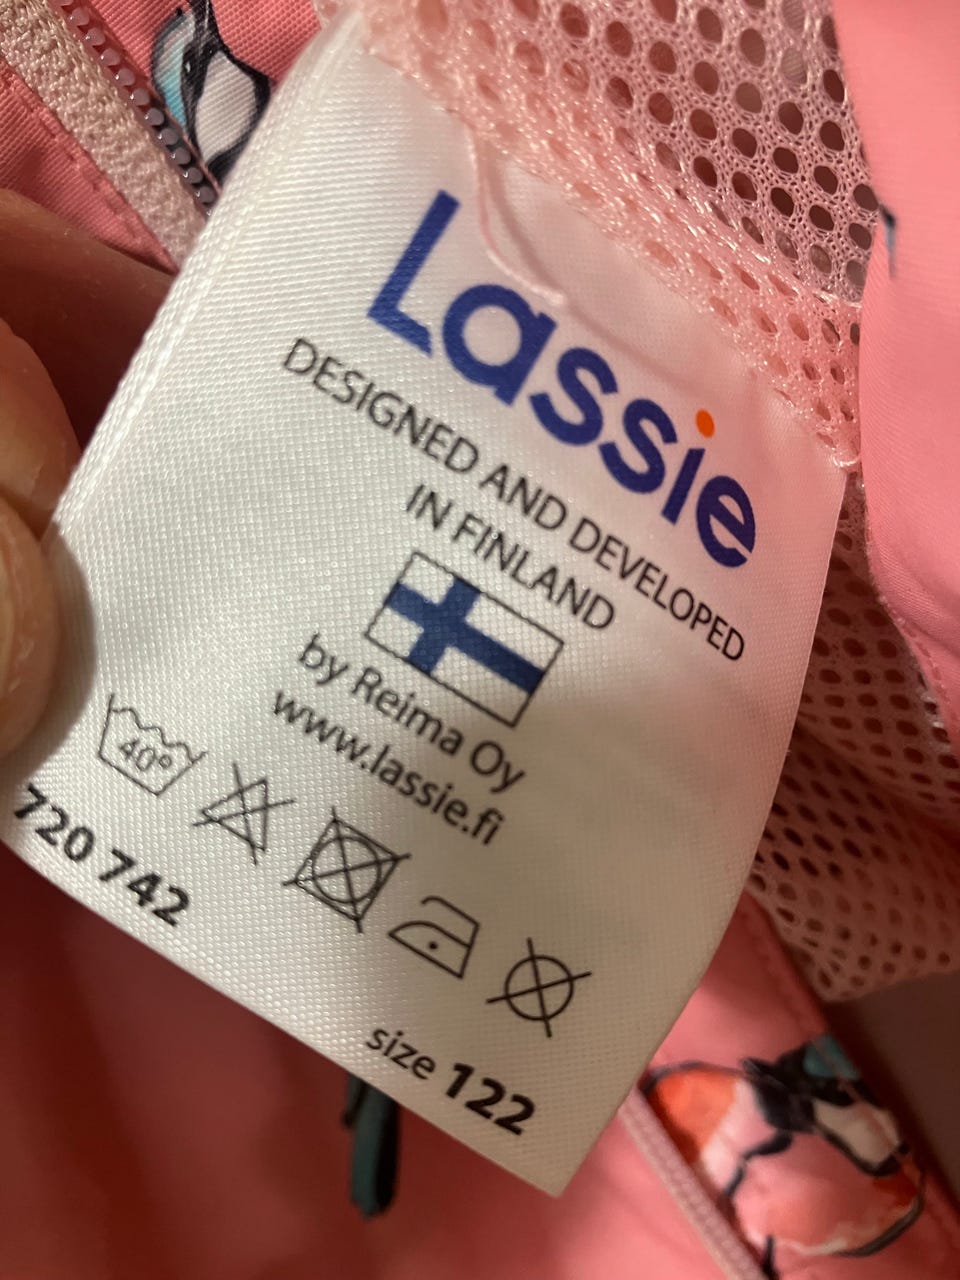 Lassie
DESIGNED AND DEVELOPED
IN FINLAND
by Reima Oy
www.lassie.fi
40°
720 742
size 122